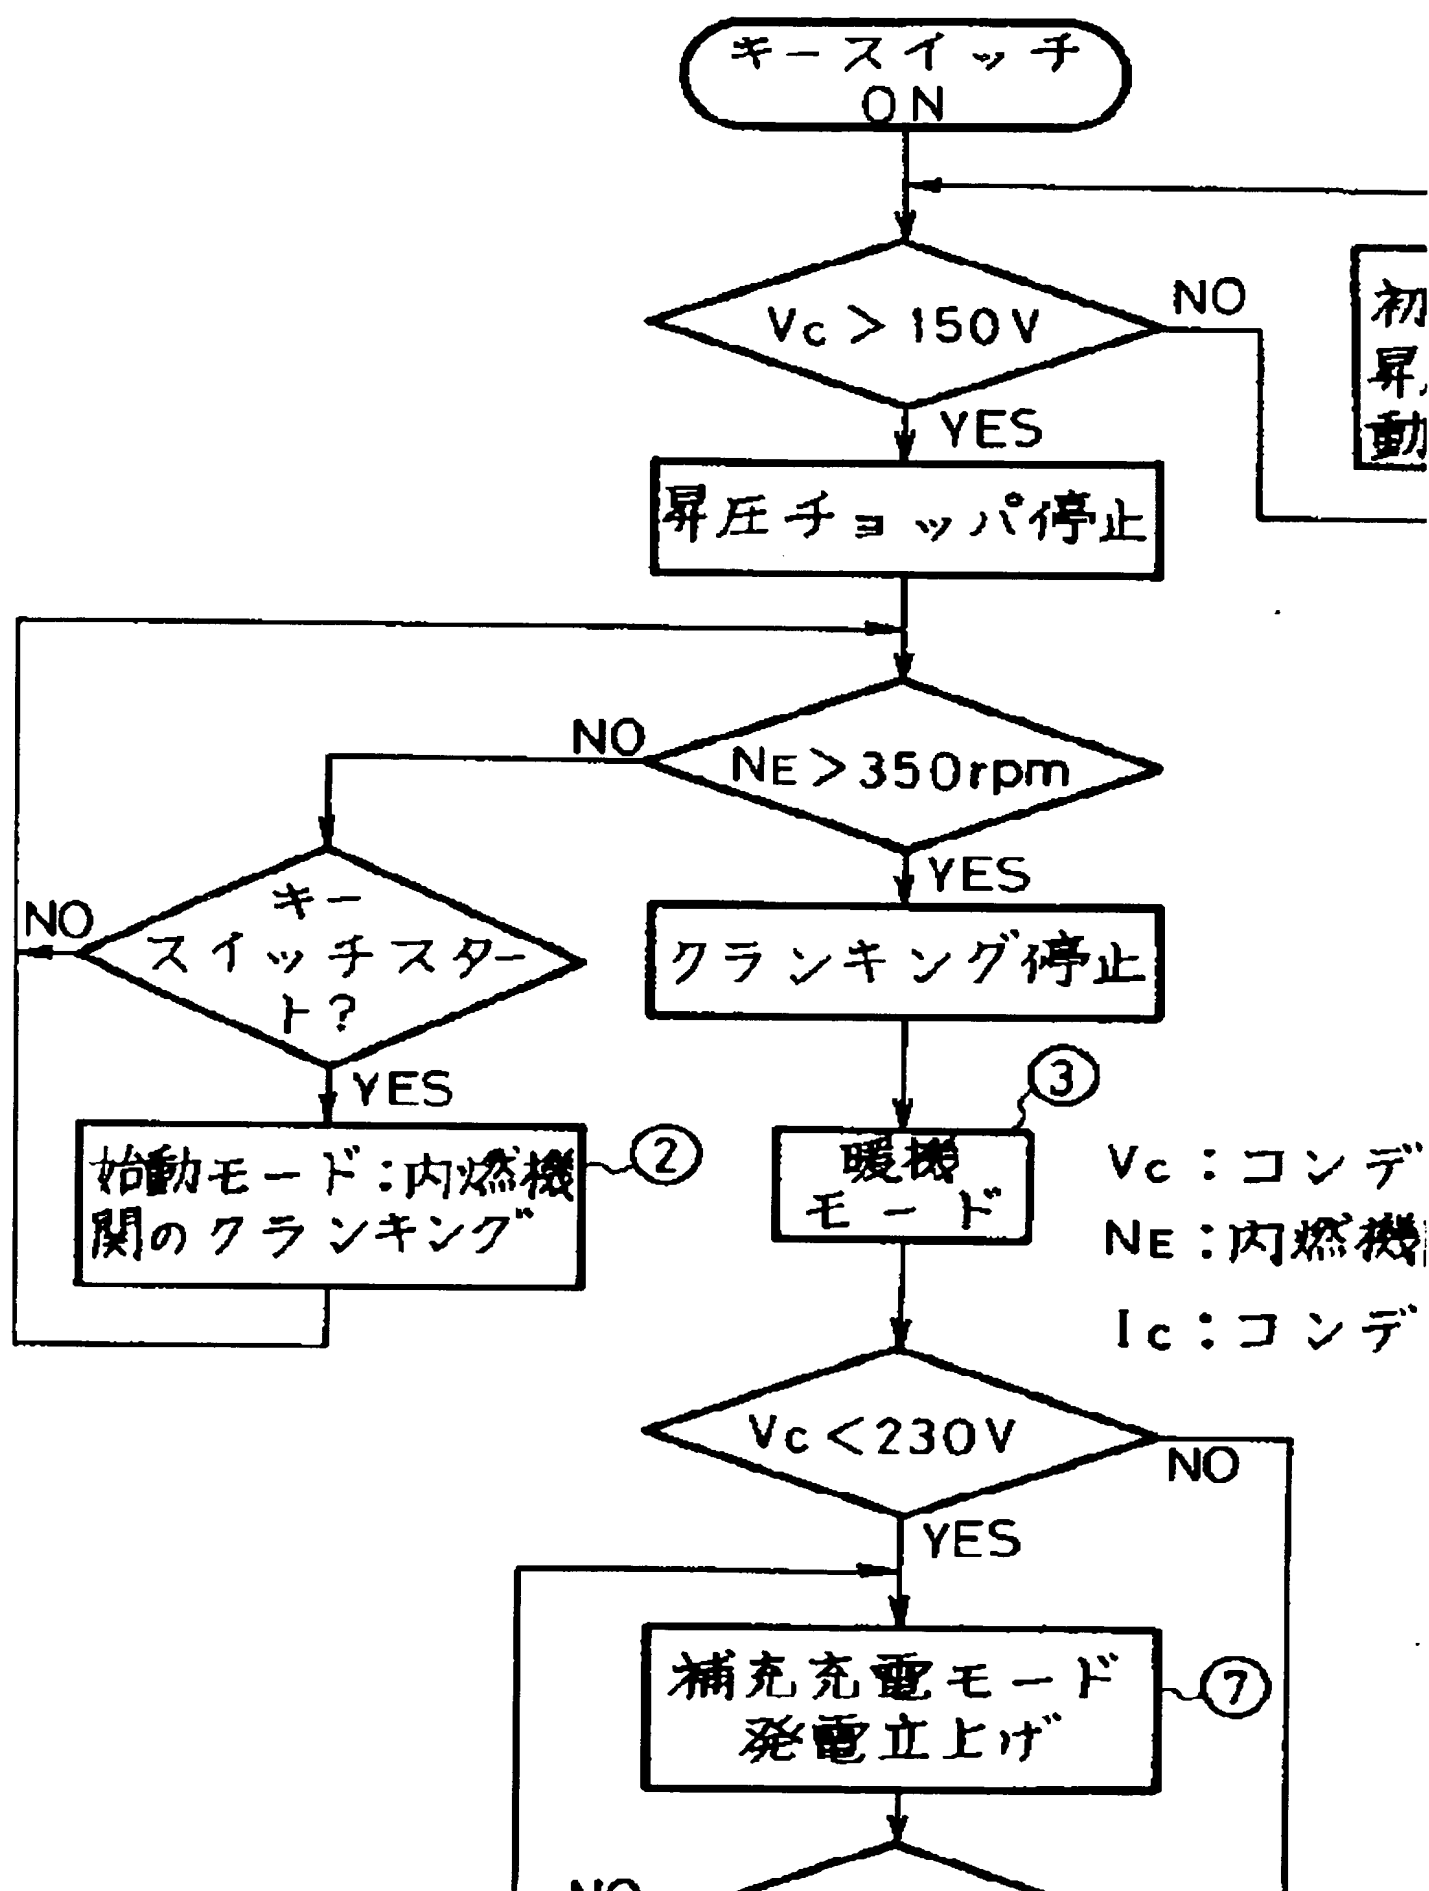 キースイッチ
ON
Vc > 150V
NO
初
昇
動
YES
昇圧チョッパ停止
NO
NE>350rpm
YES
キー
スイッチスター
ト?
NO
クランキング停止
YES
③
始動モード:内燃機
関のクランキング
②
暖機
モード
Vc:コンデ
NE:内燃機
Ic:コンデ
Vc<230V
NO
YES
補充充電モード
発電立上げ
⑦
NO